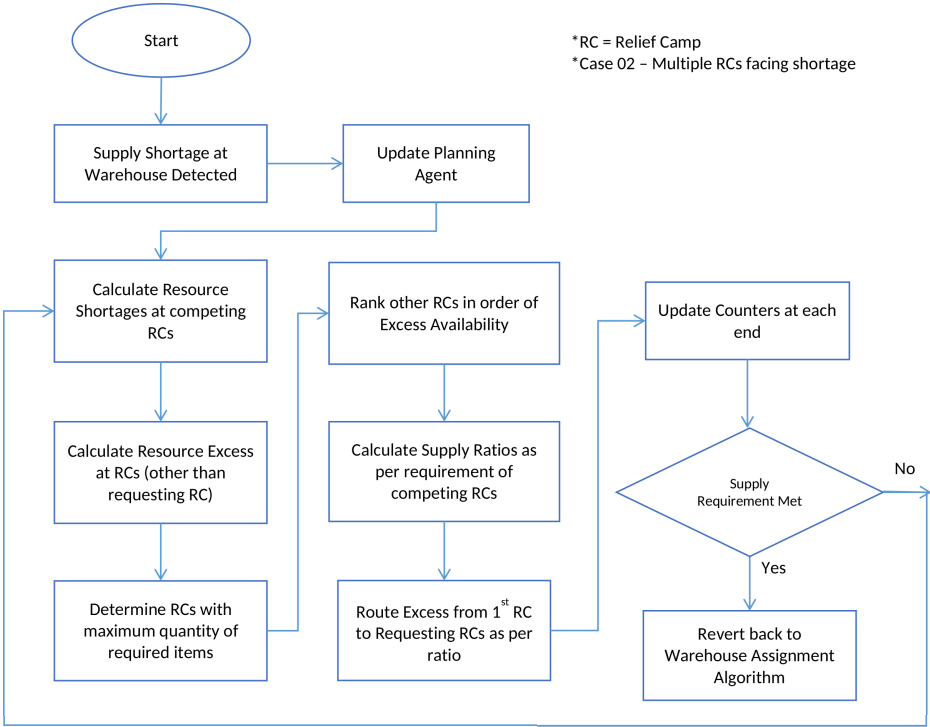 Start
*RC = Relief Camp
*Case 02 – Multiple RCs facing shortage
Supply Shortage at
Warehouse Detected
Update Planning
Agent
Calculate Resource
Shortages at competing
RCs
Calculate Resource Excess
at RCs (other than
requesting RC)
Determine RCs with
maximum quantity of
required items
Rank other RCs in order of
Excess Availability
Calculate Supply Ratios as
per requirement of
competing RCs
Route Excess from 1st RC
to Requesting RCs as per
ratio
Update Counters at each
end
Supply
Requirement Met
No
Yes
Revert back to
Warehouse Assignment
Algorithm